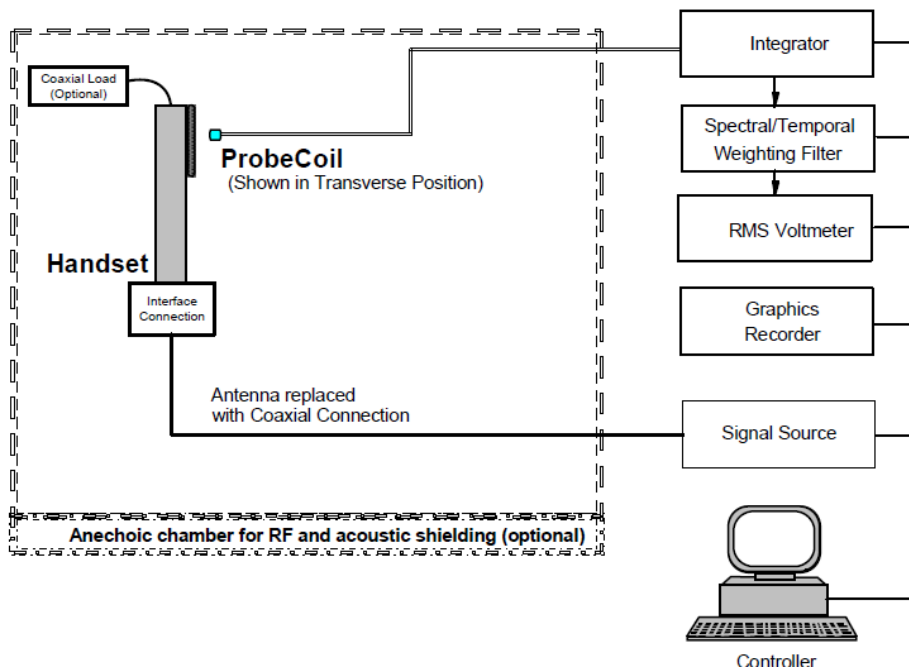 Coaxial Load
(Optional)
ProbeCoil
(Shown in Transverse Position)
Handset
Interface
Connection
Antenna replaced
with Coaxial Connection
Anechoic chamber for RF and acoustic shielding (optional)
Integrator
Spectral/Temporal
Weighting Filter
RMS Voltmeter
Graphics
Recorder
Signal Source
Controller